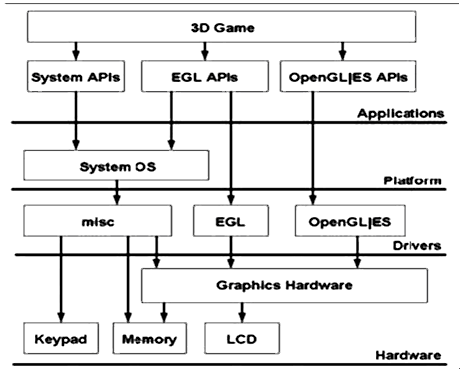 3D Game
System APIs
EGL APIs
OpenGL|ES APIs
Applications
System OS
Platform
misc
EGL
OpenGL|ES
Drivers
Graphics Hardware
Keypad
Memory
LCD
Hardware